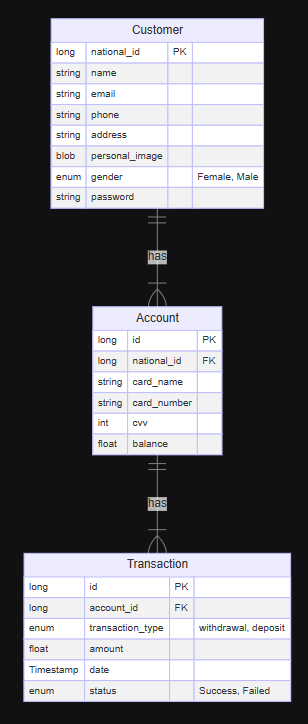 Customer
long national_id PK
string name
string email
string phone
string address
blob personal_image
enum gender Female, Male
string password
has
Account
long id PK
long national_id FK
string card_name
string card_number
int cvv
float balance
has
Transaction
long id PK
long account_id FK
enum transaction_type withdrawal, deposit
float amount
Timestamp date
enum status Success, Failed